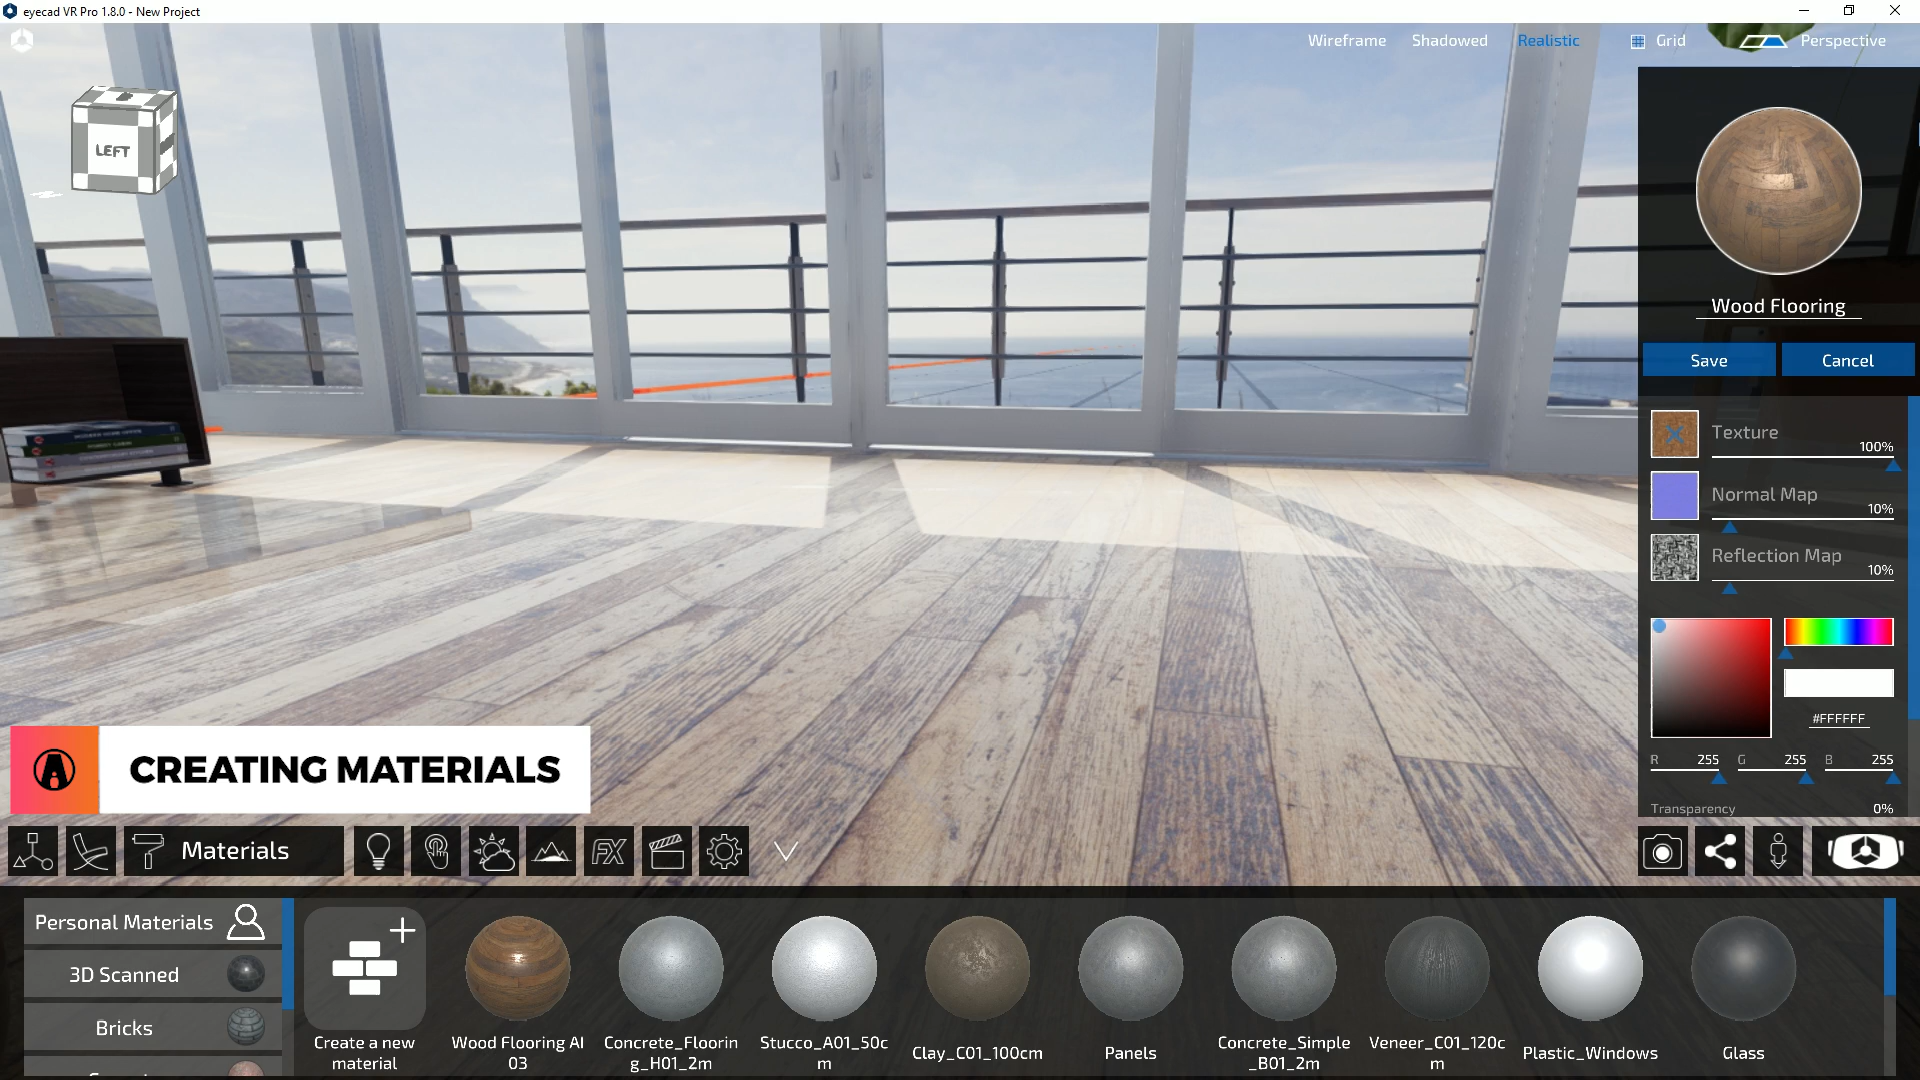 eyecad VR Pro 1.8.0 - New Project
Wireframe
Shadowed
Realistic
Grid
Perspective
LEFT
Wood Flooring
Save
Cancel
Texture
100%
Normal Map
10%
Reflection Map
10%
#FFFFFF
R 255 G 255 B 255
Transparency 0%
CREATING MATERIALS
Materials
FX
Personal Materials
3D Scanned
Bricks
Create a new
material
Wood Flooring AI
03
Concrete_Floorin
g_H01_2m
Stucco_A01_50c
m
Clay_C01_100cm
Panels
Concrete_Simple
_B01_2m
Veneer_C01_120c
m
Plastic_Windows
Glass